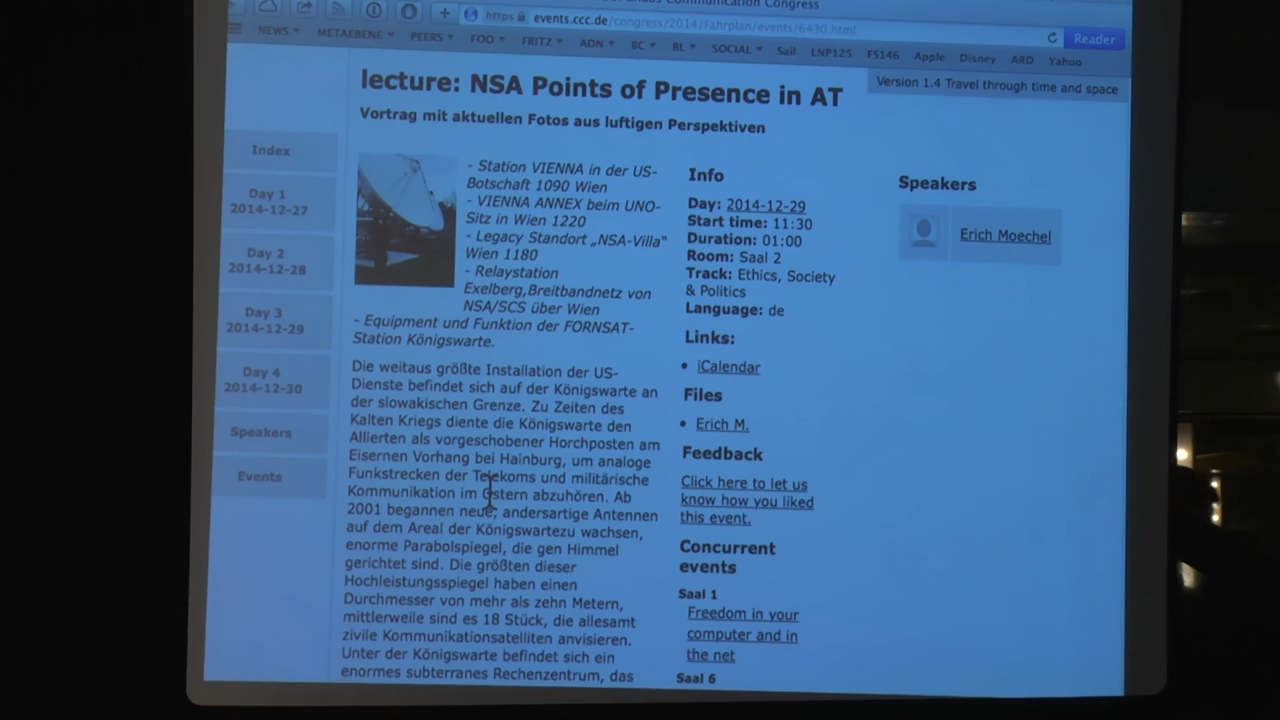 Communication Congress
https events.ccc.de/congress/2014/Fahrplan/events/6430.html
Reader
NEWS METAEBENE PEERS FOO FRITZ ADN BC BL SOCIAL Sail LNP125 FS146 Apple Disney ARD Yahoo
Version 1.4 Travel through time and space
lecture: NSA Points of Presence in AT
Vortrag mit aktuellen Fotos aus luftigen Perspektiven
Index
Day 1
2014-12-27
Day 2
2014-12-28
Day 3
2014-12-29
Day 4
2014-12-30
Speakers
Events
- Station VIENNA in der US-
Botschaft 1090 Wien
- VIENNA ANNEX beim UNO-
Sitz in Wien 1220
- Legacy Standort „NSA-Villa"
Wien 1180
- Relaystation
Exelberg,Breitbandnetz von
NSA/SCS über Wien
- Equipment und Funktion der FORNSAT-
Station Königswarte.
Die weitaus größte Installation der US-
Dienste befindet sich auf der Königswarte an
der slowakischen Grenze. Zu Zeiten des
Kalten Kriegs diente die Königswarte den
Allierten als vorgeschobener Horchposten am
Eisernen Vorhang bei Hainburg, um analoge
Funkstrecken der Telekoms und militärische
Kommunikation im Ostern abzuhören. Ab
2001 begannen neue, andersartige Antennen
auf dem Areal der Königswartezu wachsen,
enorme Parabolspiegel, die gen Himmel
gerichtet sind. Die größten dieser
Hochleistungsspiegel haben einen
Durchmesser von mehr als zehn Metern,
mittlerweile sind es 18 Stück, die allesamt
zivile Kommunikationsatelliten anvisieren.
Unter der Königswarte befindet sich ein
enormes subterranes Rechenzentrum, das
Info
Day: 2014-12-29
Start time: 11:30
Duration: 01:00
Room: Saal 2
Track: Ethics, Society
& Politics
Language: de
Links:
• iCalendar
Files
• Erich M.
Feedback
Click here to let us
know how you liked
this event.
Concurrent
events
Saal 1
Freedom in your
computer and in
the net
Saal 6
Speakers
Erich Moechel